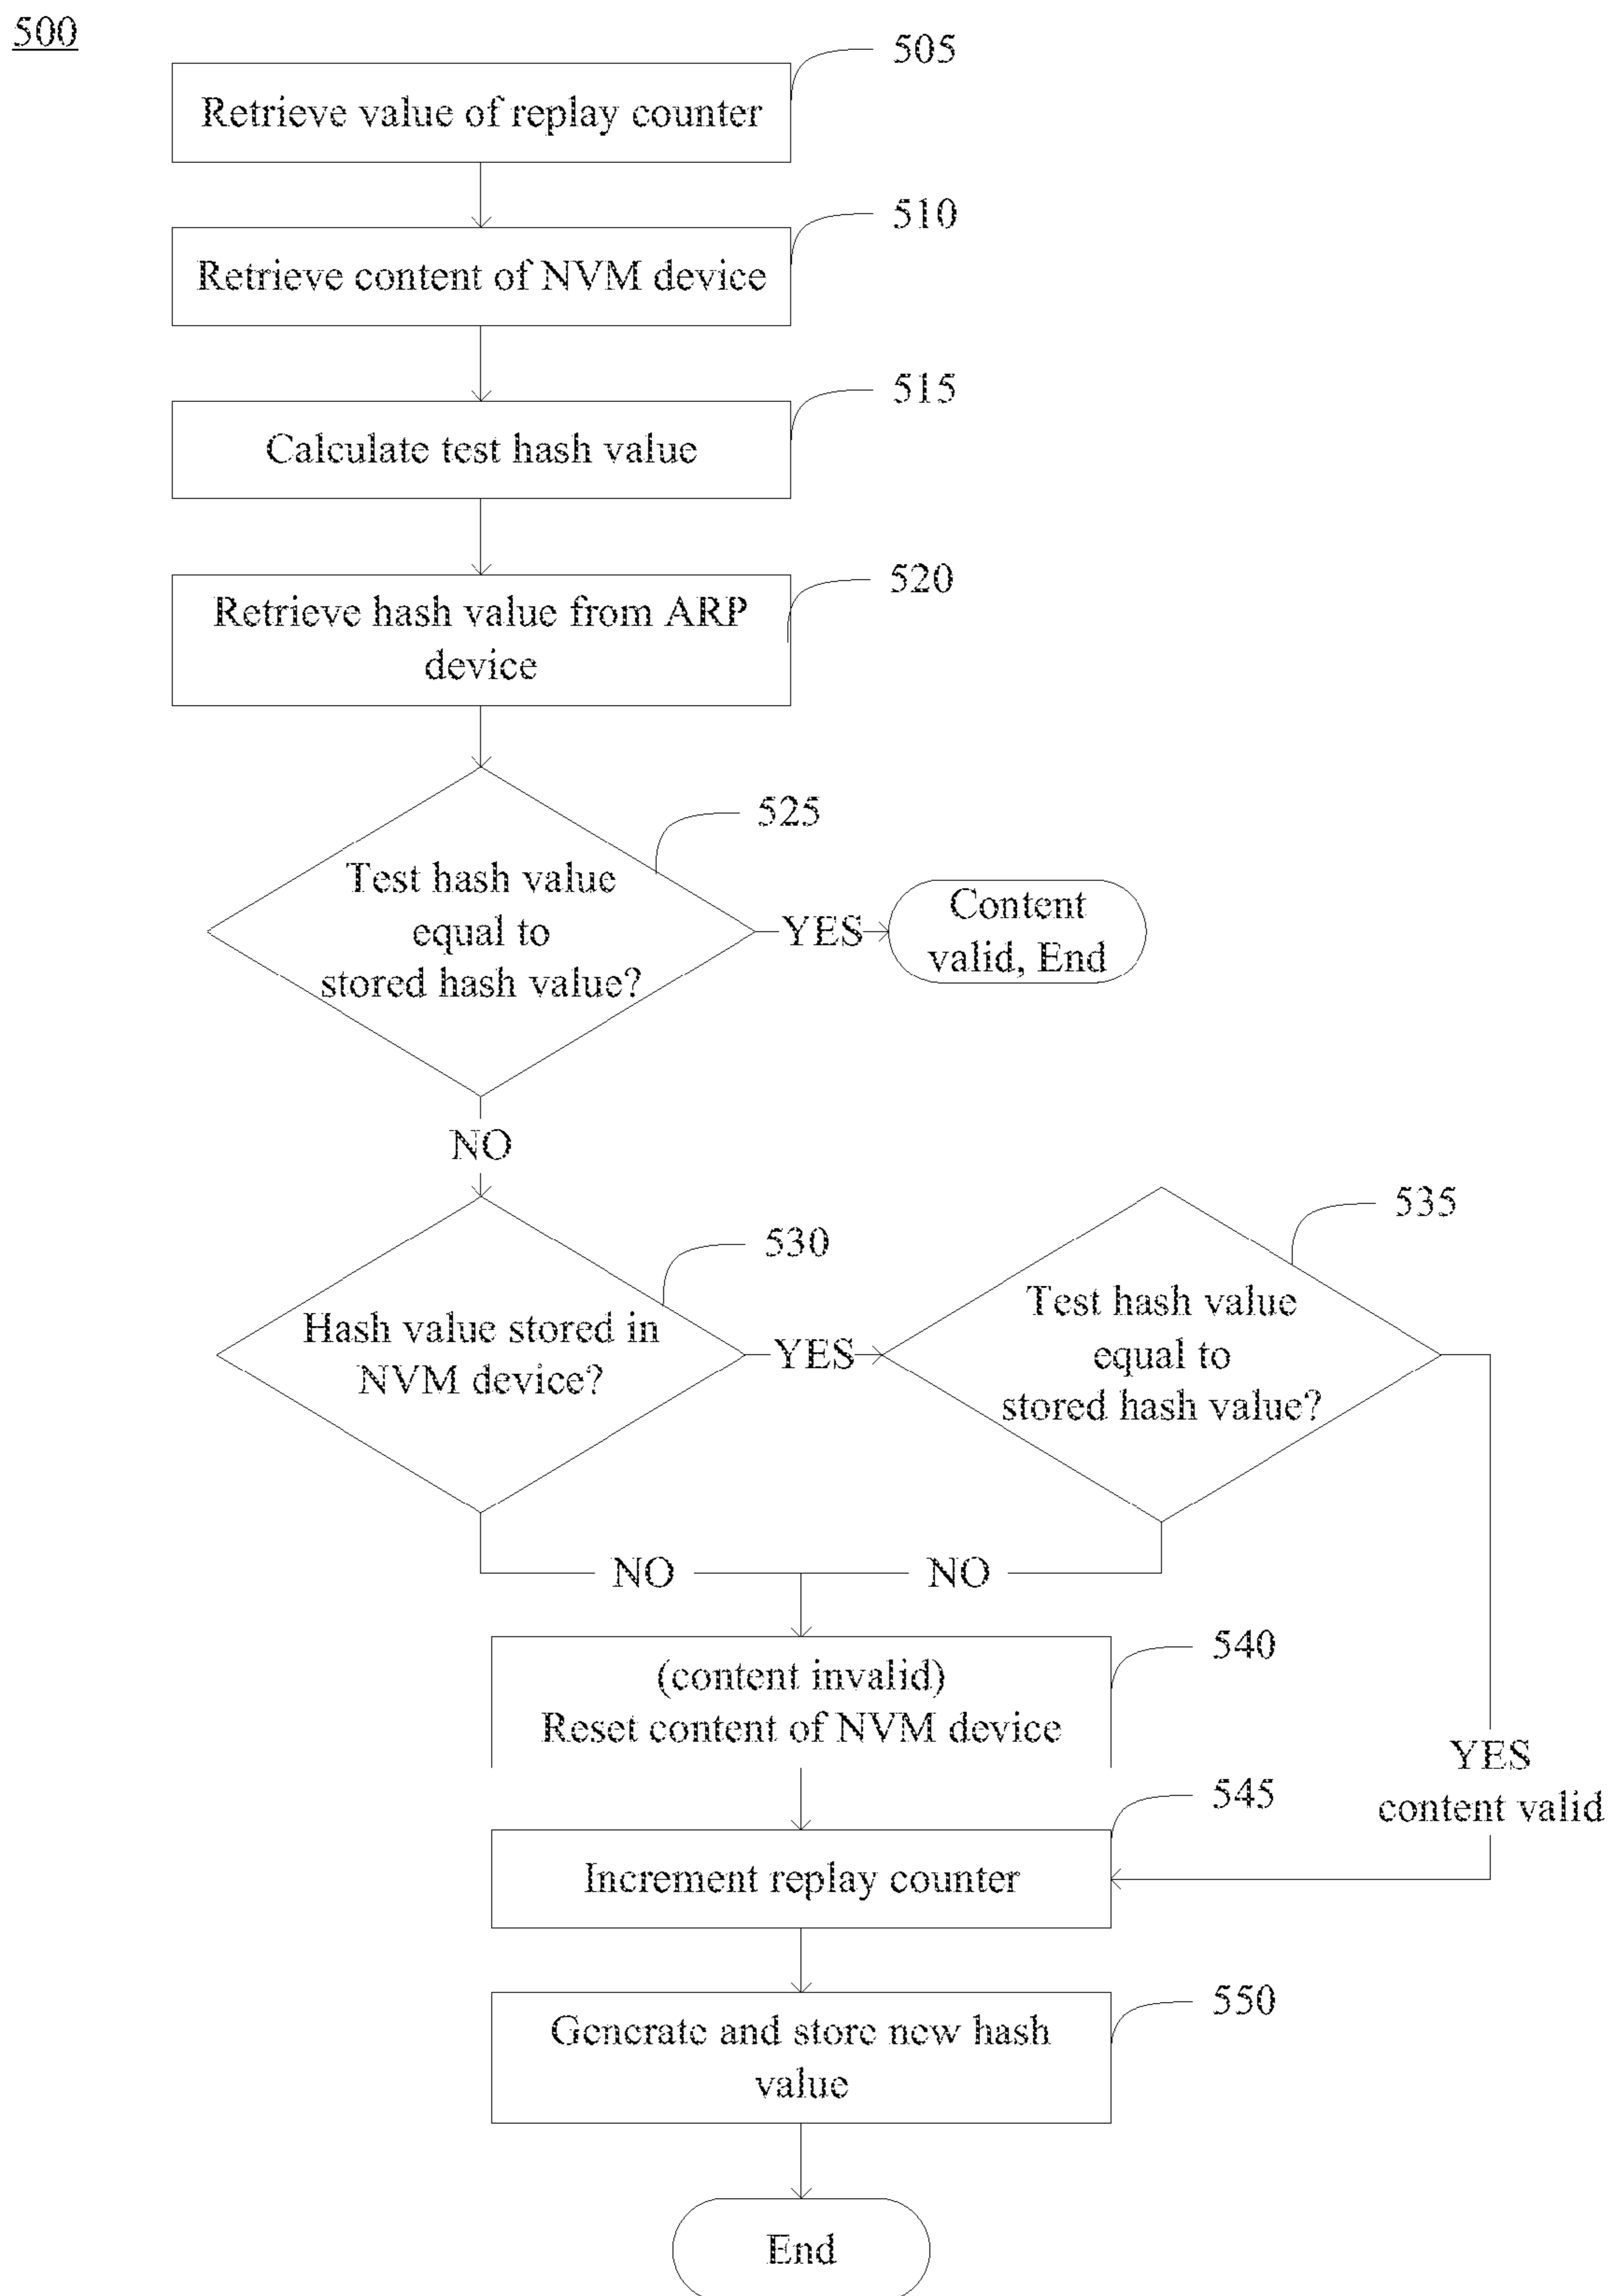 500
505
Retrieve value of replay counter
510
Retrieve content of NVM device
515
Calculate test hash value
520
Retrieve hash value from ARP
device
525
Test hash value
equal to
stored hash value?
YES
Content
valid, End
NO
530
Hash value stored in
NVM device?
YES
535
Test hash value
equal to
stored hash value?
NO
NO
540
(content invalid)
Reset content of NVM device
YES
content valid
545
Increment replay counter
550
Generate and store new hash
value
End